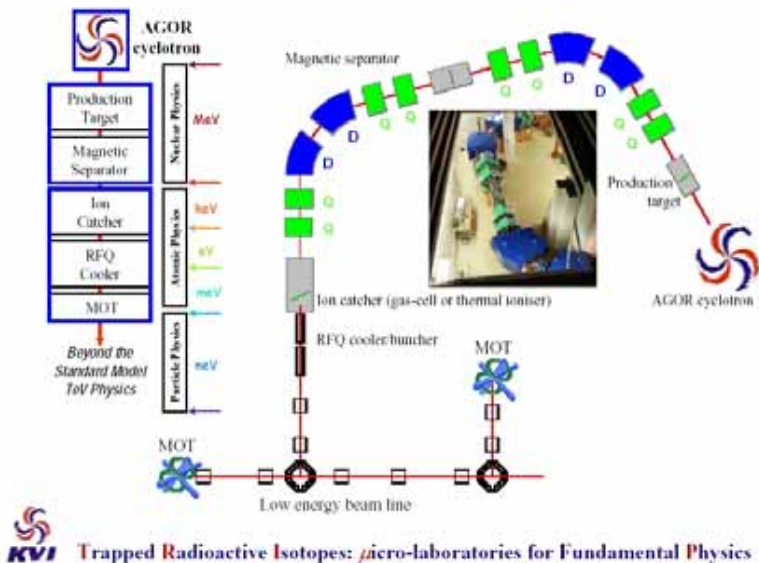 AGOR
cyclotron
Production
Target
Magnetic
Separator
Ion
Catcher
RFQ
Cooler
MOT
Beyond the
Standard Model
TeV Physics
Nuclear Physics
Atomic Physics
Particle Physics
MeV
keV
eV
meV
neV
Magnetic separator
D
D
Q
Q
Q
Q
D
D
Q
Q
Q
Q
Production
target
AGOR cyclotron
Ion catcher (gas-cell or thermal ioniser)
RFQ cooler/buncher
MOT
MOT
Low energy beam line
KVI
Trapped Radioactive Isotopes: μicro-laboratories for Fundamental Physics